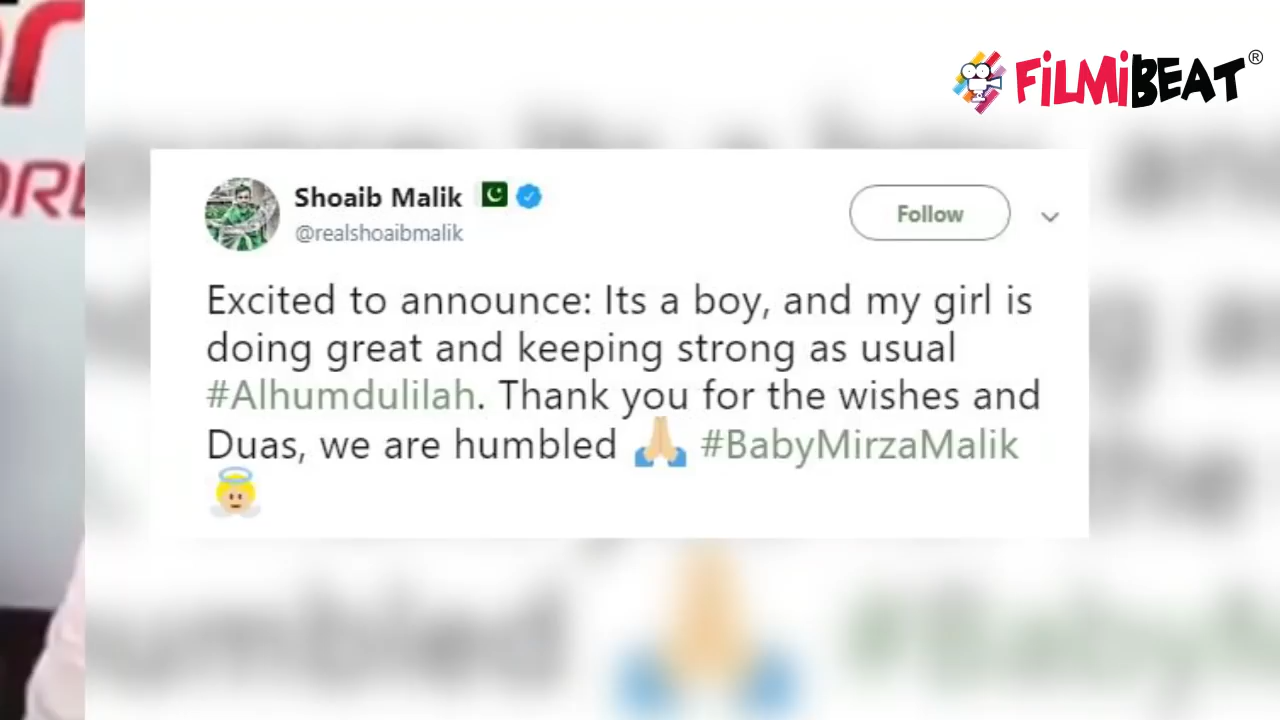 FILMIBEAT®
Shoaib Malik
@realshoaibmalik
Follow
Excited to announce: Its a boy, and my girl is
doing great and keeping strong as usual
#Alhumdulilah. Thank you for the wishes and
Duas, we are humbled 🙏 #BabyMirzaMalik